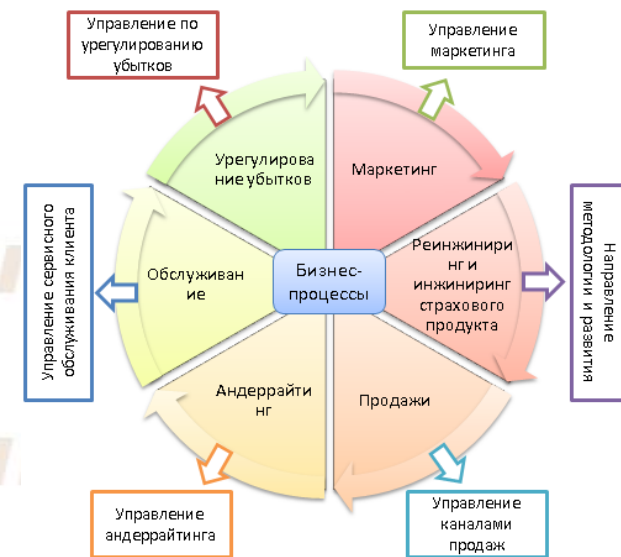 Управление по
урегулированию
убытков
Управление
маркетинга
Урегулирова
ние убытков
Маркетинг
Управление сервисного
обслуживания клиента
Обслуживан
ие
Бизнес-
процессы
Реинжинири
нг и
инжиниринг
страхового
продукта
Направление
методологии и развития
Андеррайти
нг
Продажи
Управление
андеррайтинга
Управление
каналами
продаж